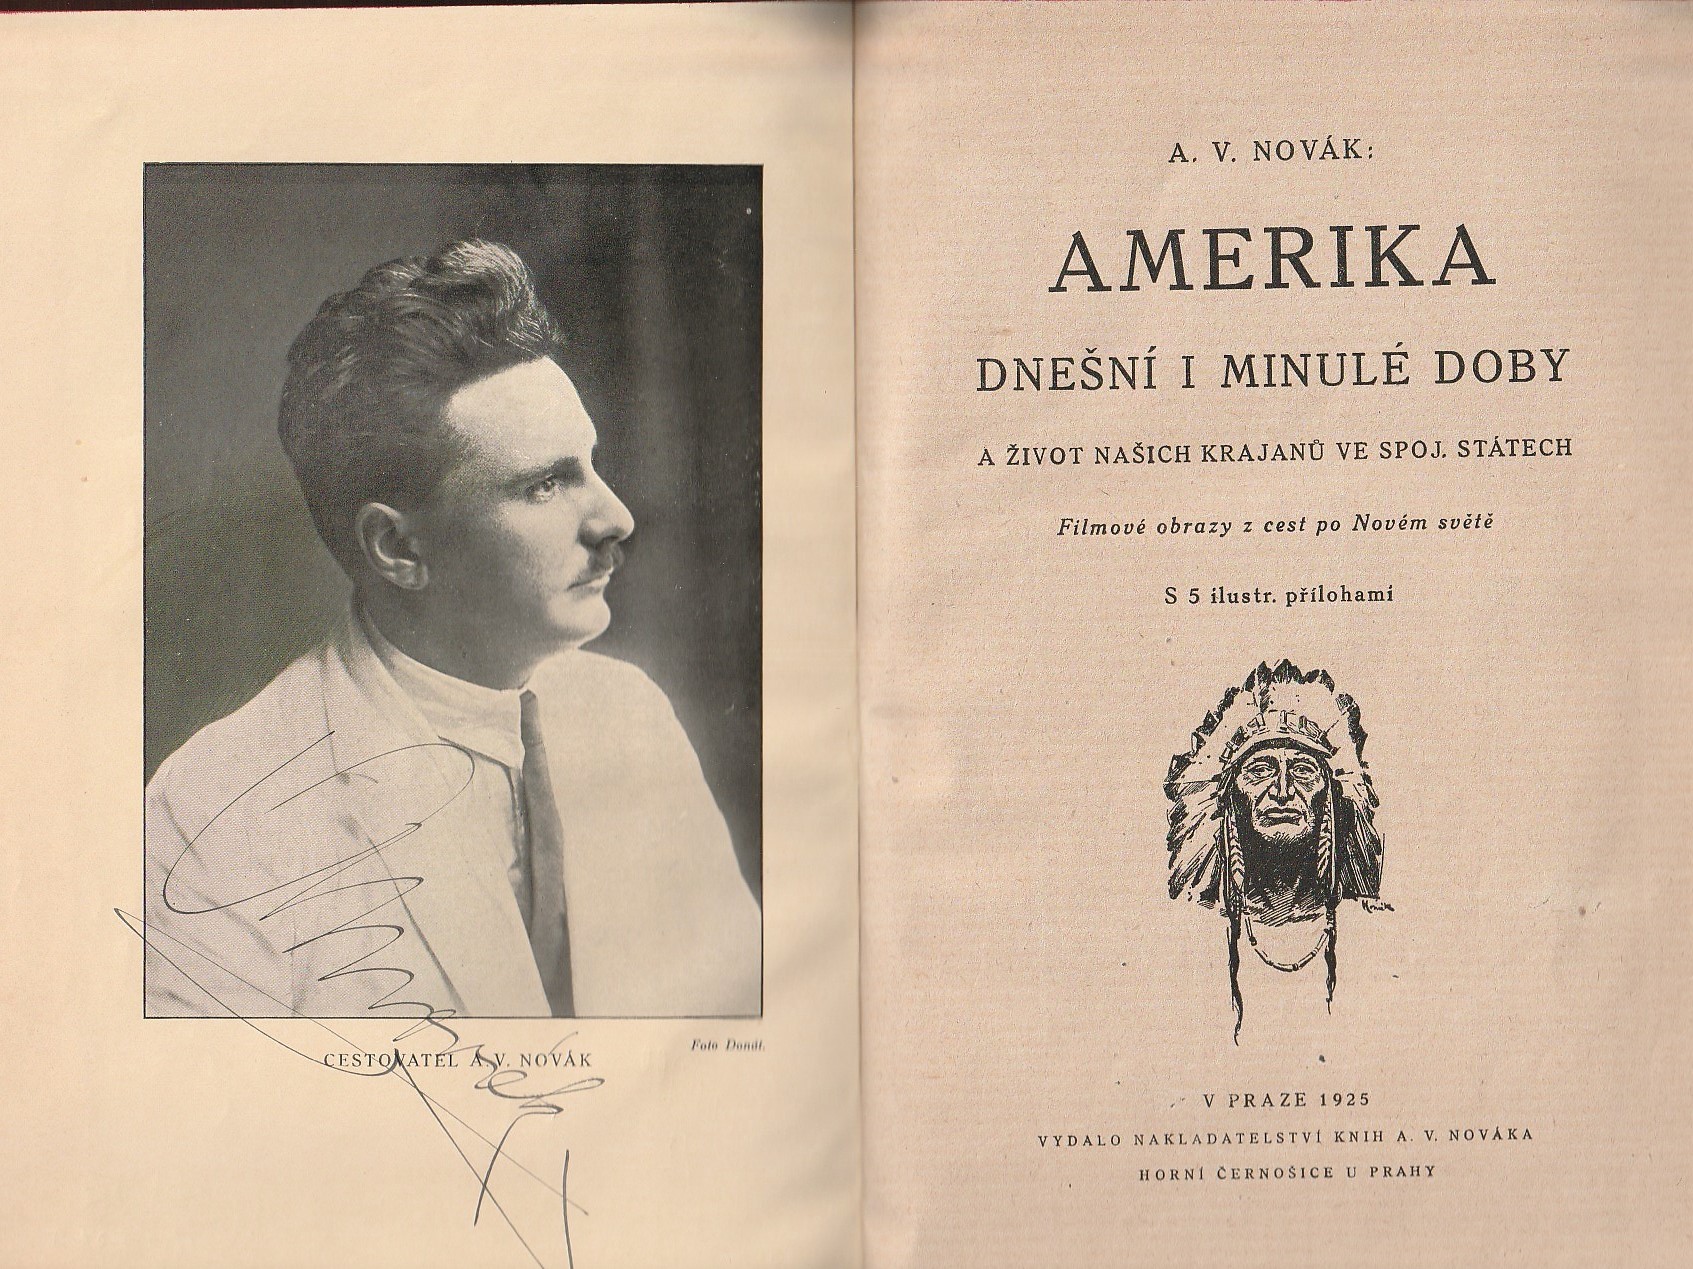 CESTOVATEL A. V. NOVÁK
Foto Donát.
A. V. NOVÁK:
AMERIKA
DNEŠNÍ I MINULÉ DOBY
A ŽIVOT NAŠICH KRAJANŮ VE SPOJ. STÁTECH
Filmové obrazy z cest po Novém světě
S 5 ilustr. přílohami
V PRAZE 1925
VYDALO NAKLADATELSTVÍ KNIH A. V. NOVÁKA
HORNÍ ČERNOŠICE U PRAHY